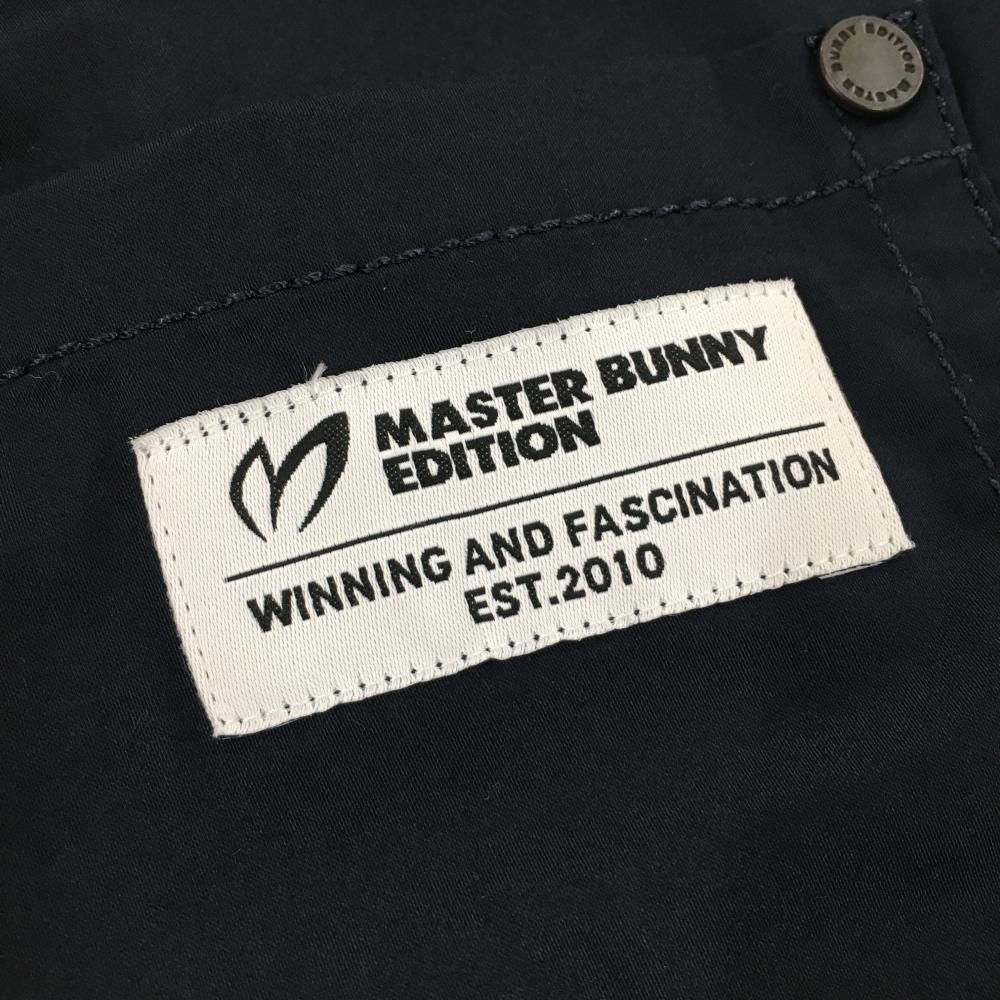 BUNNY EDITION MASTER
MASTER BUNNY
EDITION
WINNING AND FASCINATION
EST.2010